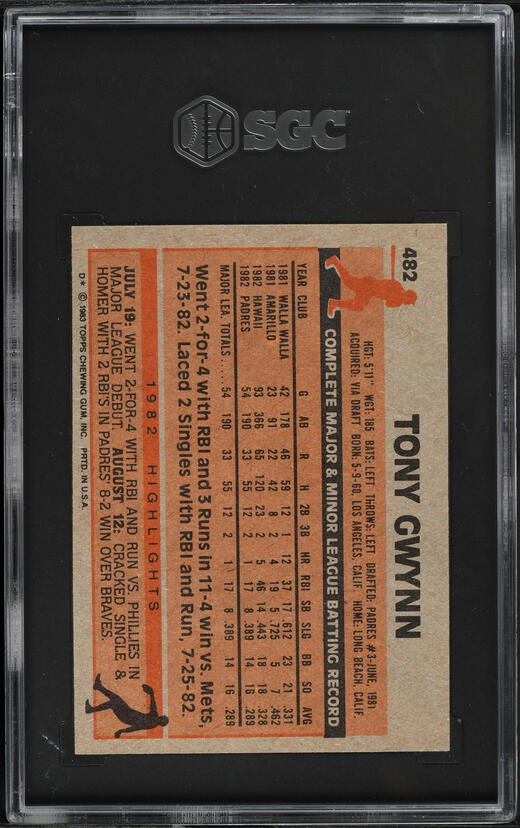 SGC
482
TONY GWYNN
HGT: 5'11" WGT: 185 BATS: LEFT THROWS: LEFT DRAFTED: PADRES #3-JUNE, 1981
ACQUIRED: VIA DRAFT BORN: 5-9-60, LOS ANGELES, CALIF. HOME: LONG BEACH, CALIF.
COMPLETE MAJOR & MINOR LEAGUE BATTING RECORD
YEAR CLUB G AB R H 2B 3B HR RBI SB SLG BB SO AVG
1981 WALLA WALLA 42 178 46 59 12 1 12 37 17 .612 23 21 .331
1981 AMARILLO 23 91 22 42 8 2 4 19 5 .725 5 7 .462
1982 HAWAII 93 366 65 120 23 2 5 46 14 .443 18 18 .328
1982 PADRES 54 190 33 55 12 2 1 17 8 .389 14 16 .289
MAJOR LEA. TOTALS ..... 54 190 33 55 12 2 1 17 8 .389 14 16 .289
Went 2-for-4 with RBI and 3 Runs in 11-4 win vs. Mets,
7-23-82. Laced 2 Singles with RBI and Run, 7-25-82.
1982 HIGHLIGHTS
JULY 19: WENT 2-FOR-4 WITH RBI AND RUN VS. PHILLIES IN
MAJOR LEAGUE DEBUT. AUGUST 12: CRACKED SINGLE &
HOMER WITH 2 RBI'S IN PADRES' 8-2 WIN OVER BRAVES.
D* © 1983 TOPPS CHEWING GUM, INC. PRTD. IN U.S.A.